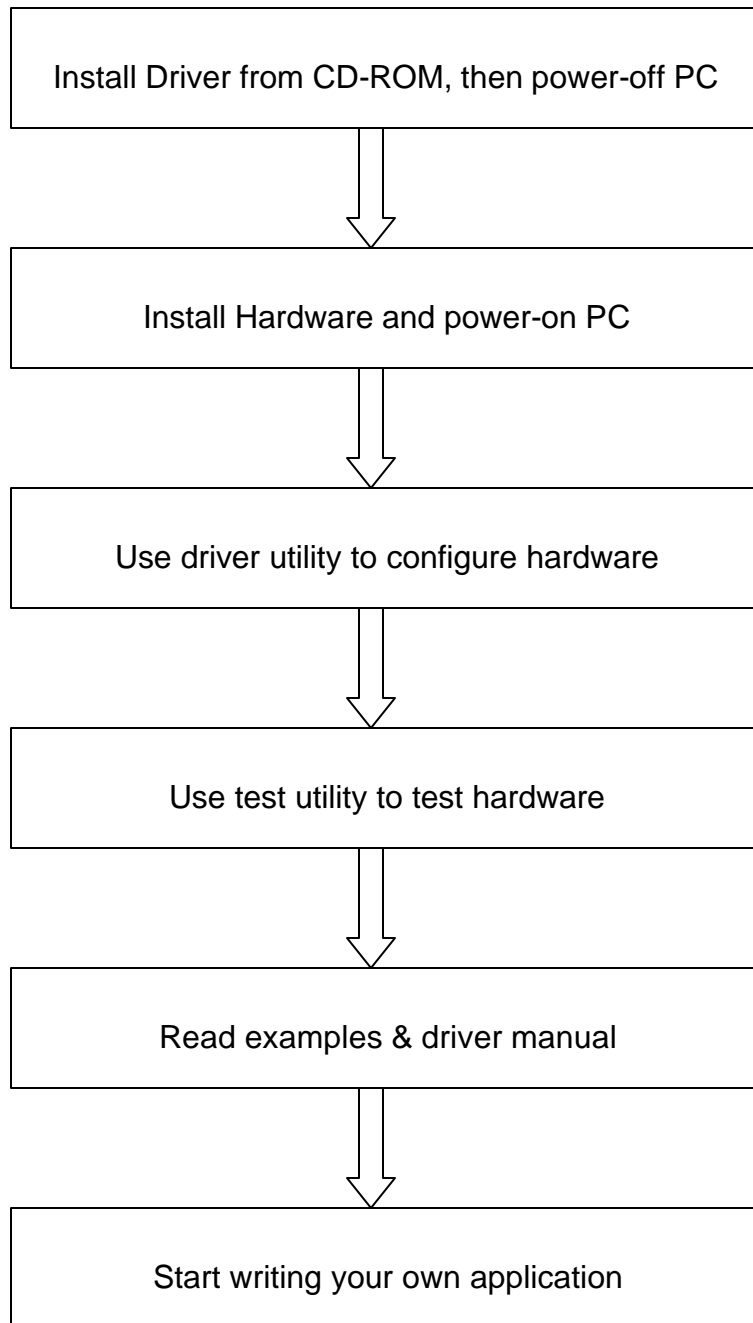 Install Driver from CD-ROM, then power-off PC
Install Hardware and power-on PC
Use driver utility to configure hardware
Use test utility to test hardware
Read examples & driver manual
Start writing your own application